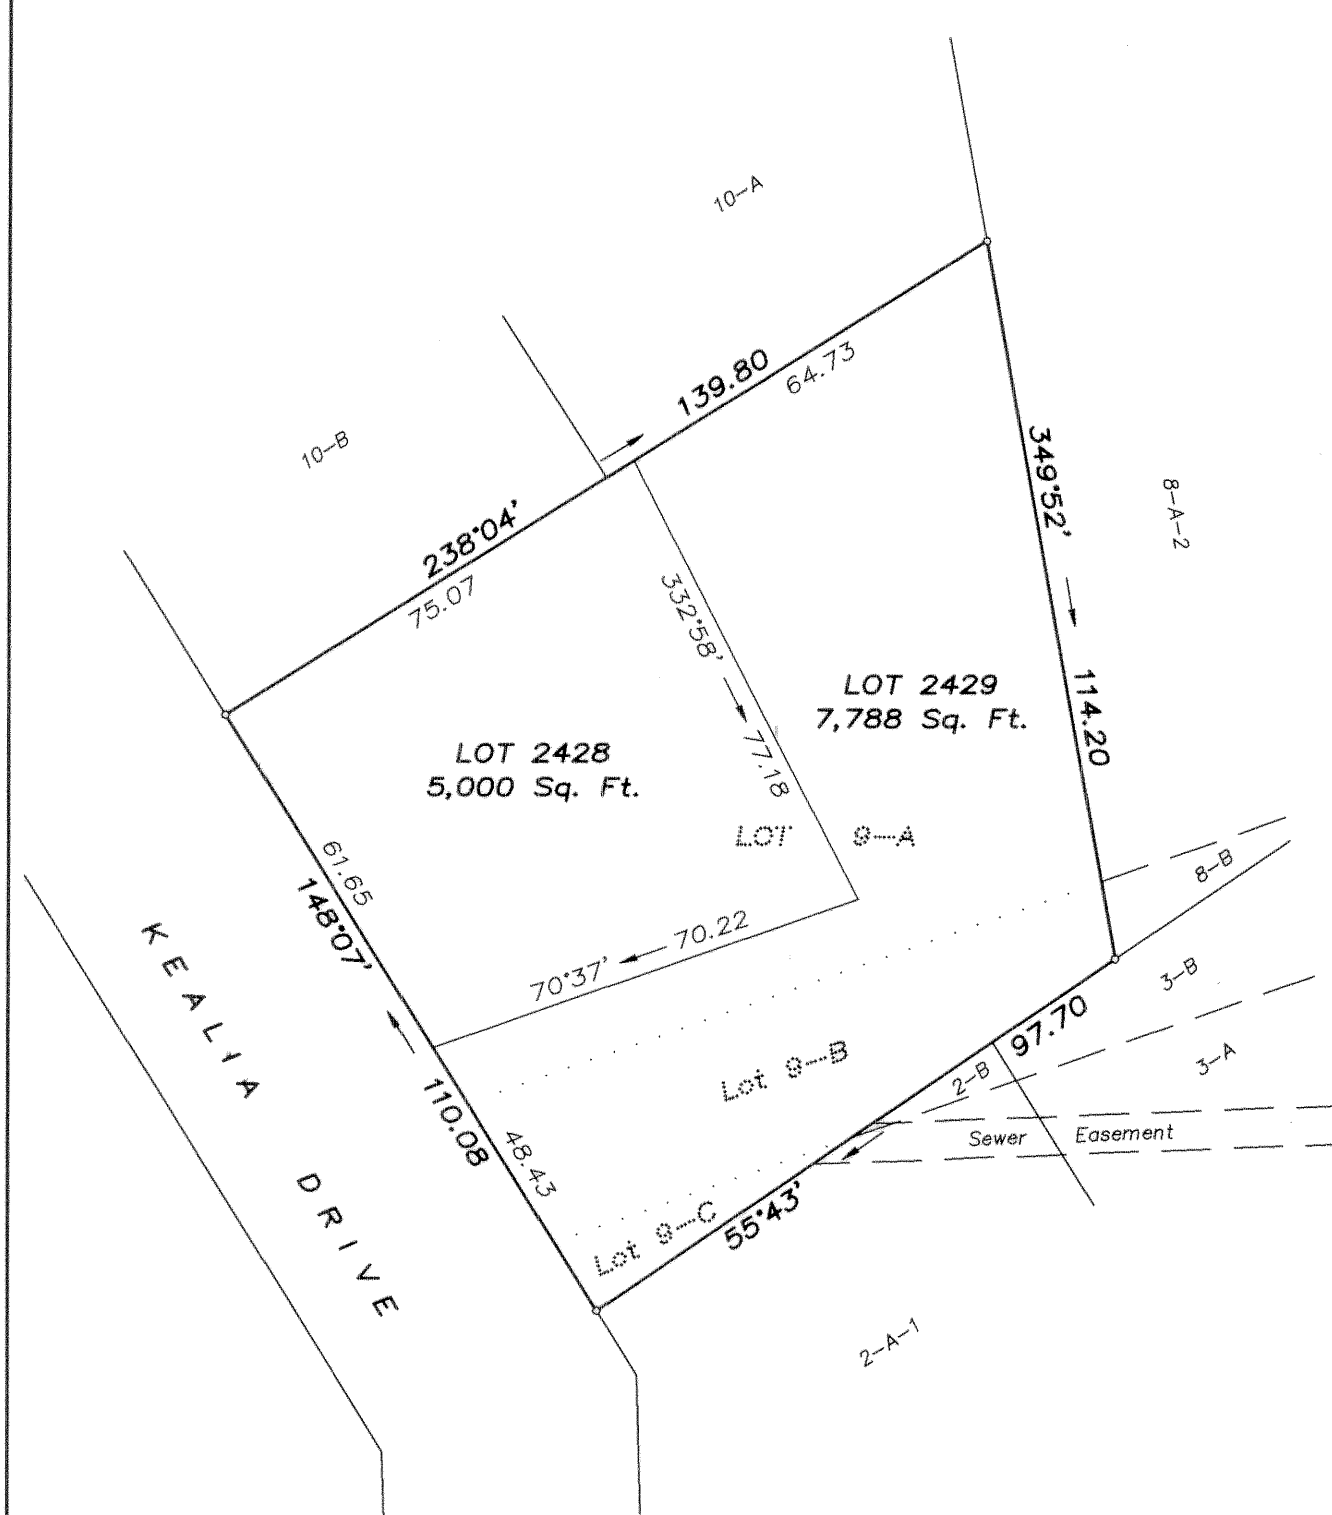 10-A
139.80
64.73
10-B
238°04'
75.07
349°52'
8-A-2
332°58'
LOT 2429
7,788 Sq. Ft.
114.20
LOT 2428
5,000 Sq. Ft.
77.18
LOT 9-A
61.65
148°07'
8-B
70.22
70°37'
KEALIA DRIVE
3-B
97.70
Lot 9-B
2-B
3-A
110.08
48.43
Sewer Easement
55°43'
Lot 9-C
2-A-1